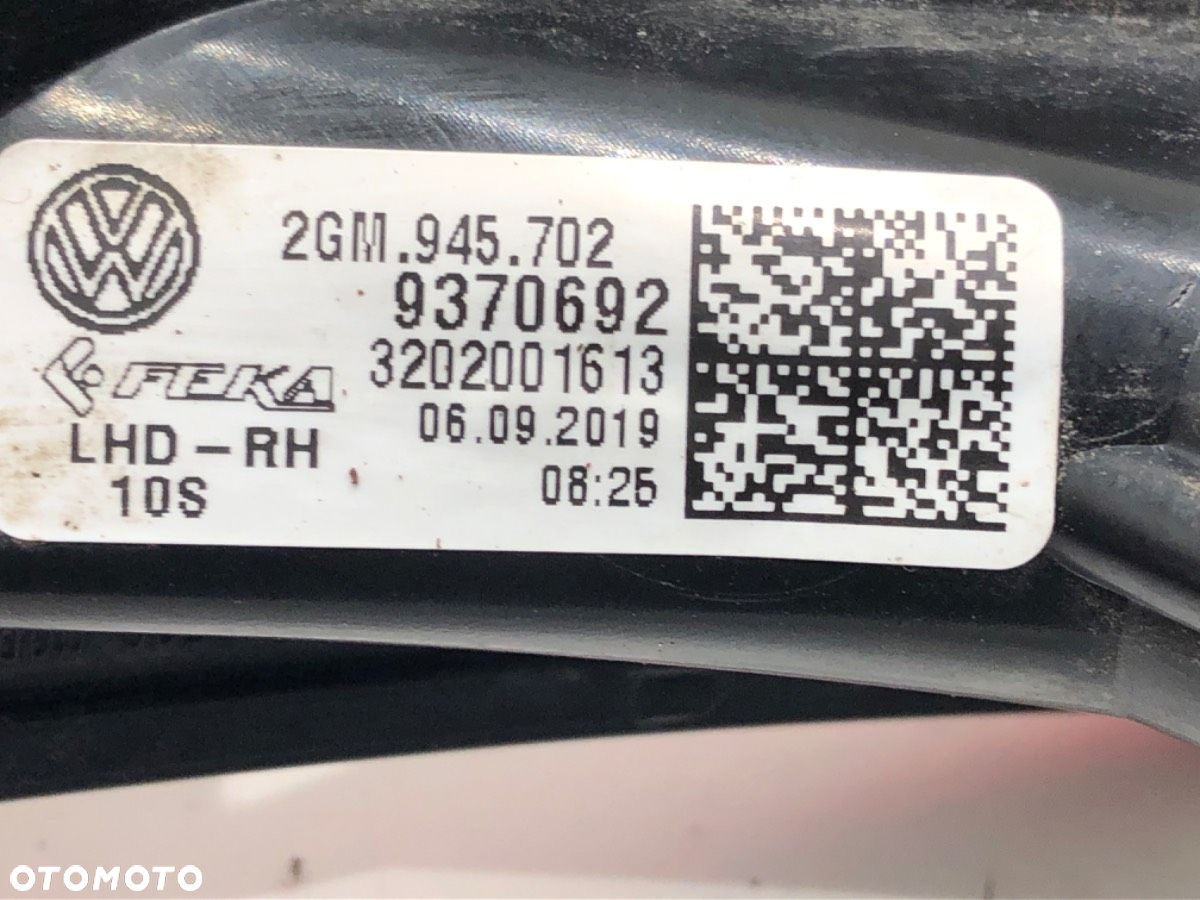 2GM.945.702
9370692
FEKA 3202001613
LHD-RH 06.09.2019
10S 08:25
OTOMOTO